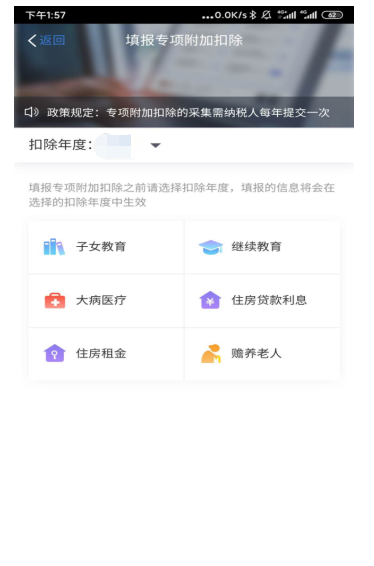 下午1:57
...0.0K/s 4G+ 4G 62
返回 填报专项附加扣除
政策规定：专项附加扣除的采集需纳税人每年提交一次
扣除年度：
填报专项附加扣除之前请选择扣除年度，填报的信息将会在
选择的扣除年度中生效
子女教育 继续教育
大病医疗 住房贷款利息
住房租金 赡养老人